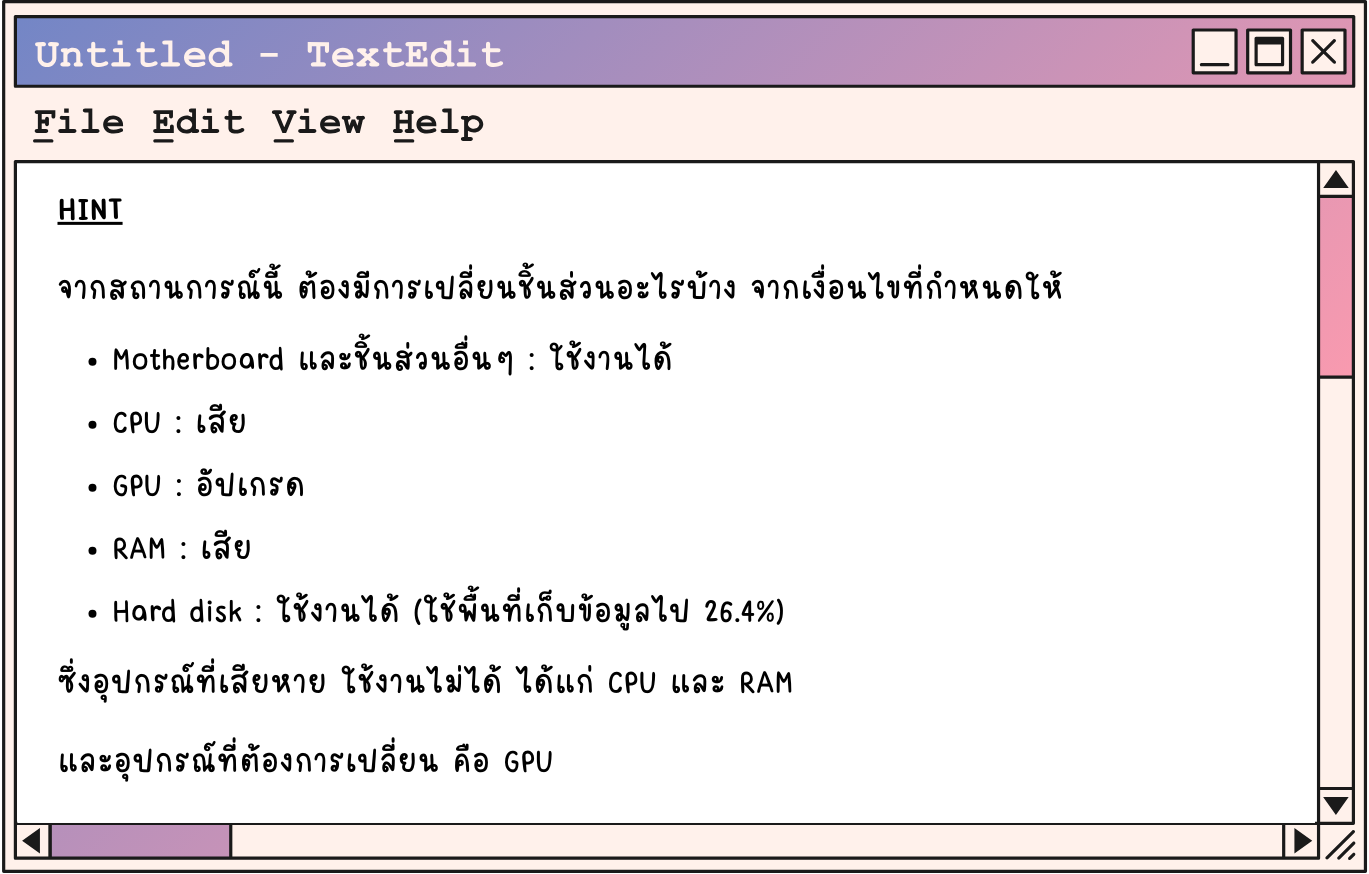 Untitled - TextEdit
File Edit View Help
HINT
จากสถานการณ์นี้ ต้องมีการเปลี่ยนชิ้นส่วนอะไรบ้าง จากเงื่อนไขที่กำหนดให้
• Motherboard และชิ้นส่วนอื่นๆ : ใช้งานได้
• CPU : เสีย
• GPU : อัปเกรด
• RAM : เสีย
• Hard disk : ใช้งานได้ (ใช้พื้นที่เก็บข้อมูลไป 26.4%)
ซึ่งอุปกรณ์ที่เสียหาย ใช้งานไม่ได้ ได้แก่ CPU และ RAM
และอุปกรณ์ที่ต้องการเปลี่ยน คือ GPU